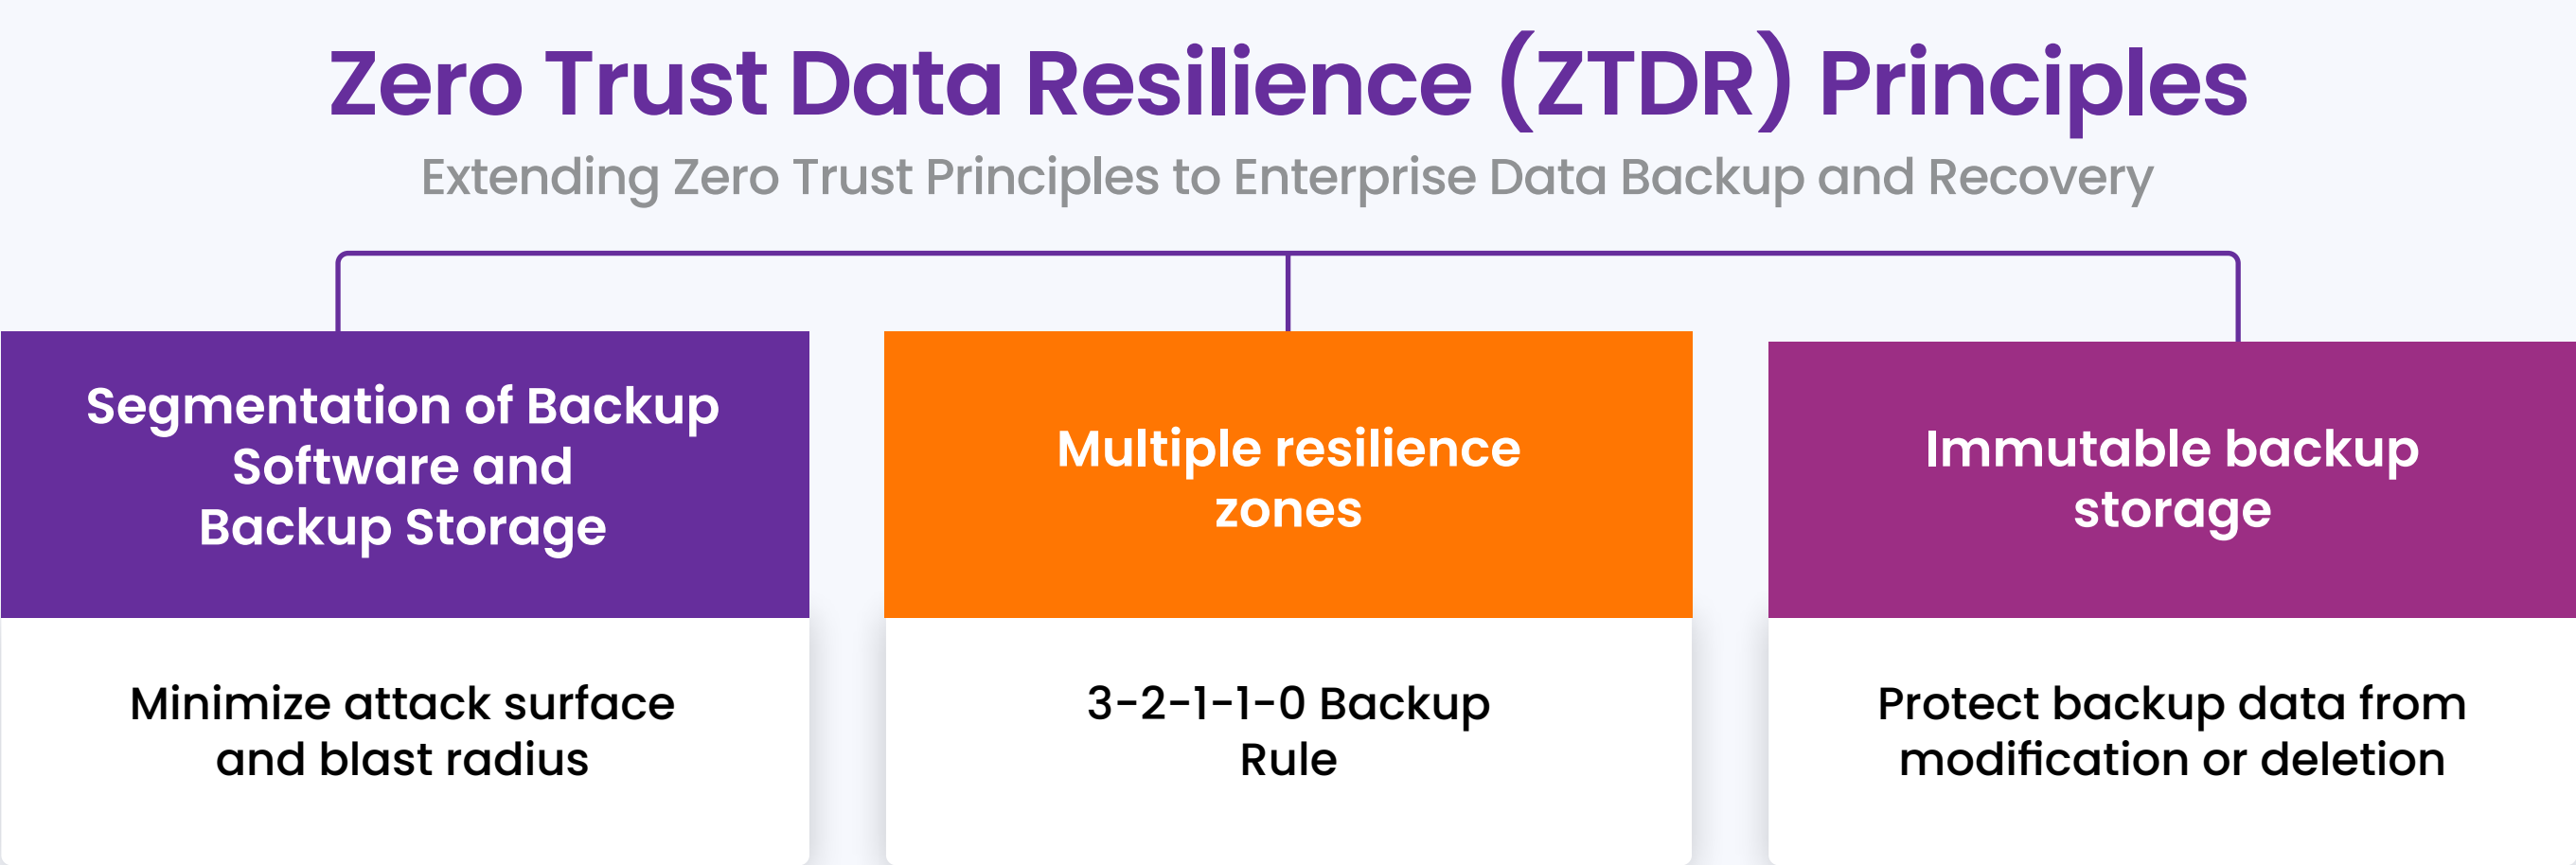 Zero Trust Data Resilience (ZTDR) Principles
Extending Zero Trust Principles to Enterprise Data Backup and Recovery
Segmentation of Backup
Software and
Backup Storage
Minimize attack surface
and blast radius
Multiple resilience
zones
3-2-1-1-0 Backup
Rule
Immutable backup
storage
Protect backup data from
modification or deletion